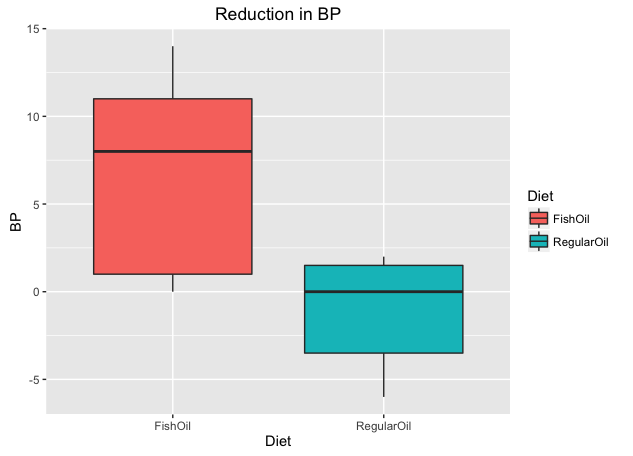 Reduction in BP
15
10
5
0
-5
BP
FishOil
RegularOil
Diet
Diet
FishOil
RegularOil